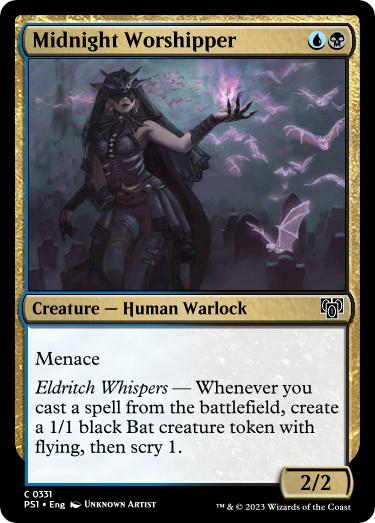 Midnight Worshipper
Creature — Human Warlock
Menace
Eldritch Whispers — Whenever you
cast a spell from the battlefield, create
a 1/1 black Bat creature token with
flying, then scry 1.
2/2
C 0331
PS1 • Eng Unknown Artist
™ & © 2023 Wizards of the Coast